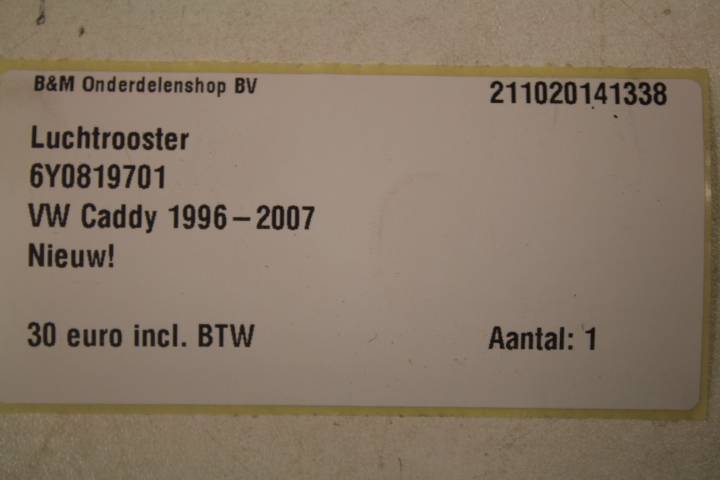 B&M Onderdelenshop BV 211020141338
Luchtrooster
6Y0819701
VW Caddy 1996 – 2007
Nieuw!
30 euro incl. BTW Aantal: 1